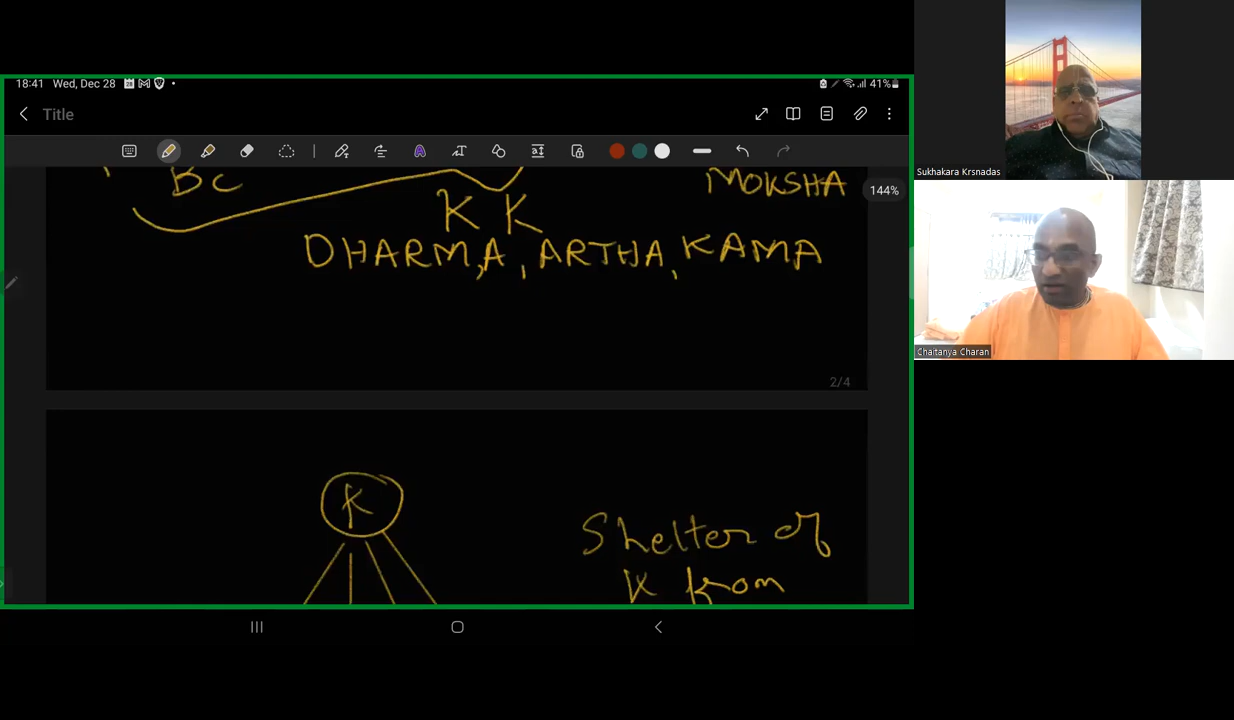 18:41 Wed, Dec 28
41%
Title
144%
BC
MOKSHA
K K
DHARMA, ARTHA, KAMA
2/4
K
Shelter of
K from
Sukhakara Krsnadas
Chaitanya Charan